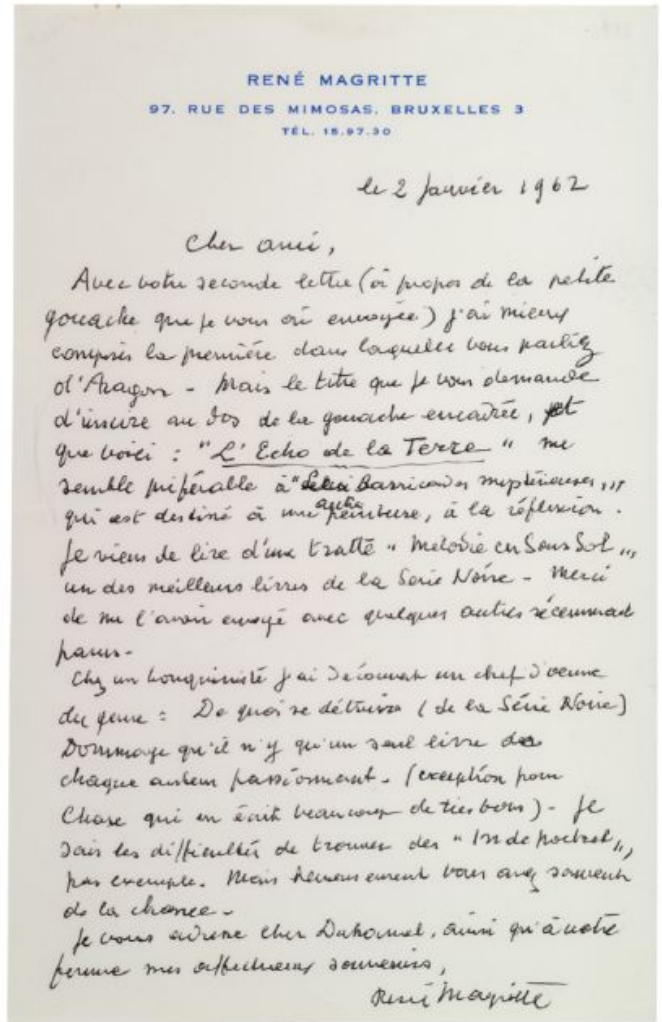 RENÉ MAGRITTE
97. RUE DES MIMOSAS. BRUXELLES 3
TÉL. 15.97.30
le 2 Janvier 1962
Cher ami,
Avec votre seconde lettre (à propos de la petite
gouache que je vous ai envoyée) j'ai mieux
compris la première dans laquelle vous parliez
d'Aragon - Mais le titre que je vous demande
d'inscrire au dos de la gouache encadrée, et
que voici : "L'Echo de la Terre" me
semble préférable à "Barricades mystérieuses",
qui est destiné à une autre peinture, à la réflexion.
Je viens de lire d'une traite "Mélodie en Sous Sol",
un des meilleurs livres de la Série Noire - Merci
de me l'avoir envoyé avec quelques autres récemment
parus -
Chez un bouquiniste j'ai découvert un chef d'oeuvre
du genre : De quoi se détruire (de la Série Noire)
Dommage qu'il n'y qu'un seul livre de
chaque auteur passionnant - (exception pour
Chase qui en écrit beaucoup de très bons) - Je
sais les difficultés de trouver des
par exemple. Mais heureusement vous avez souvent
de la chance -
Je vous adresse cher Duhamel, ainsi qu'à votre
femme mes affectueux souvenirs,
René Magritte